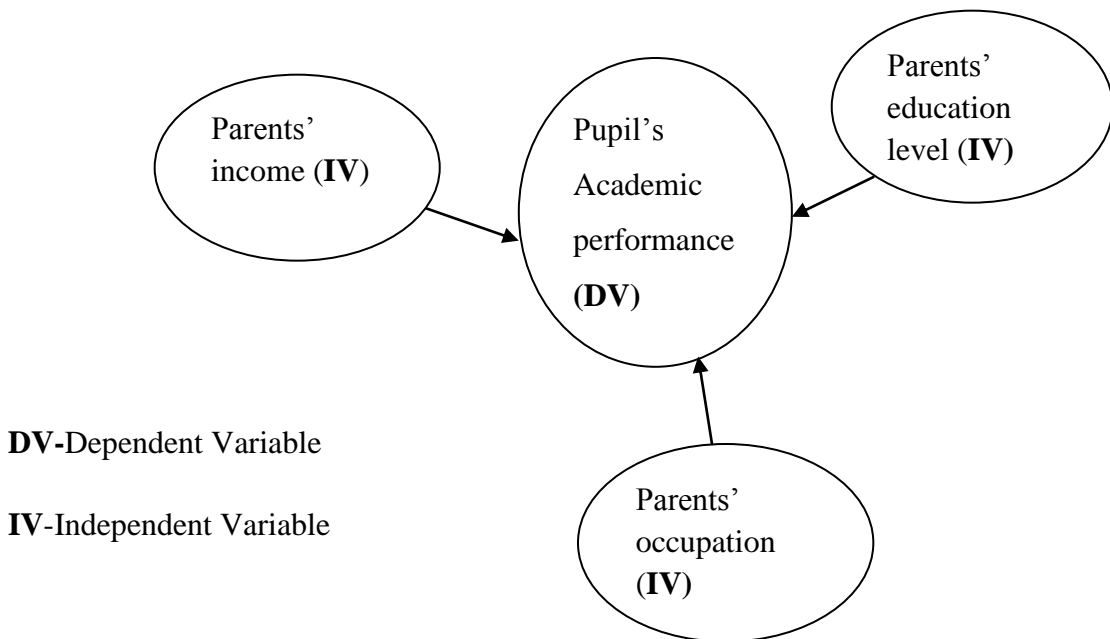 Parents’
income (IV)
Pupil’s
Academic
performance
(DV)
Parents’
education
level (IV)
DV-Dependent Variable
IV-Independent Variable
Parents’
occupation
(IV)